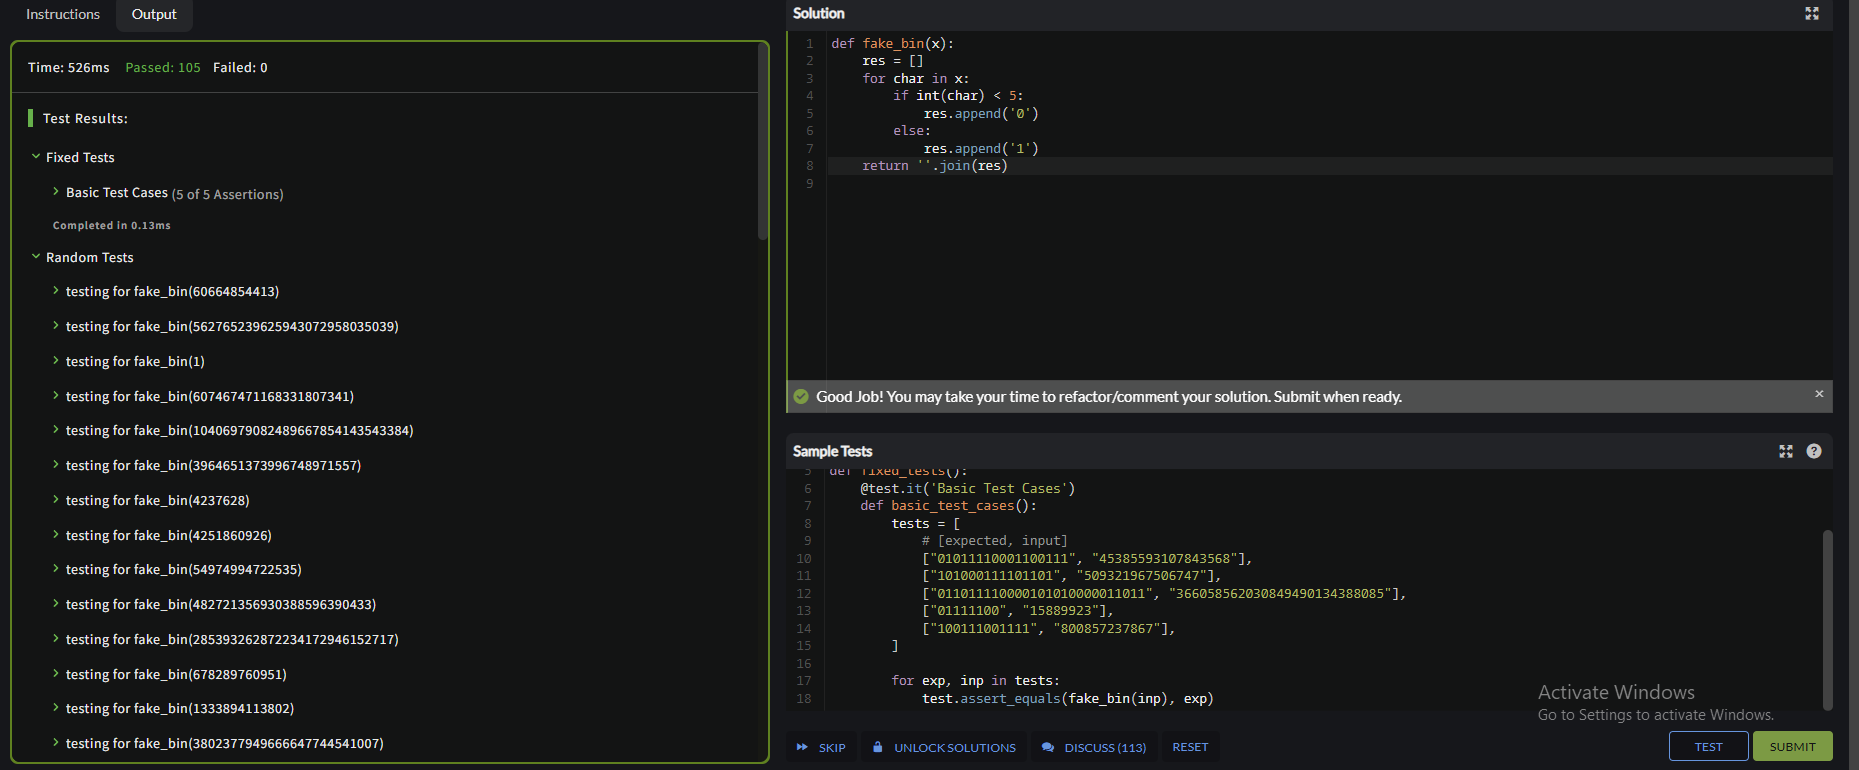 Instructions
Output
Time: 526ms Passed: 105 Failed: 0
Test Results:
Fixed Tests
Basic Test Cases (5 of 5 Assertions)
Completed in 0.13ms
Random Tests
testing for fake_bin(60664854413)
testing for fake_bin(562765239625943072958035039)
testing for fake_bin(1)
testing for fake_bin(607467471168331807341)
testing for fake_bin(10406979082489667854143543384)
testing for fake_bin(3964651373996748971557)
testing for fake_bin(4237628)
testing for fake_bin(4251860926)
testing for fake_bin(54974994722535)
testing for fake_bin(482721356930388596390433)
testing for fake_bin(285393262872234172946152717)
testing for fake_bin(678289760951)
testing for fake_bin(1333894113802)
testing for fake_bin(3802377949666647744541007)
Solution
1 def fake_bin(x):
2 res = []
3 for char in x:
4 if int(char) < 5:
5 res.append('0')
6 else:
7 res.append('1')
8 return ''.join(res)
9
Good Job! You may take your time to refactor/comment your solution. Submit when ready.
Sample Tests
5 def fixed_tests():
6 @test.it('Basic Test Cases')
7 def basic_test_cases():
8 tests = [
9 # [expected, input]
10 ["01011110001100111", "45385593107843568"],
11 ["101000111101101", "509321967506747"],
12 ["011011110000101010000011011", "366058562030849490134388085"],
13 ["01111100", "15889923"],
14 ["100111001111", "800857237867"],
15 ]
16
17 for exp, inp in tests:
18 test.assert_equals(fake_bin(inp), exp)
Activate Windows
Go to Settings to activate Windows.
SKIP
UNLOCK SOLUTIONS
DISCUSS (113)
RESET
TEST
SUBMIT